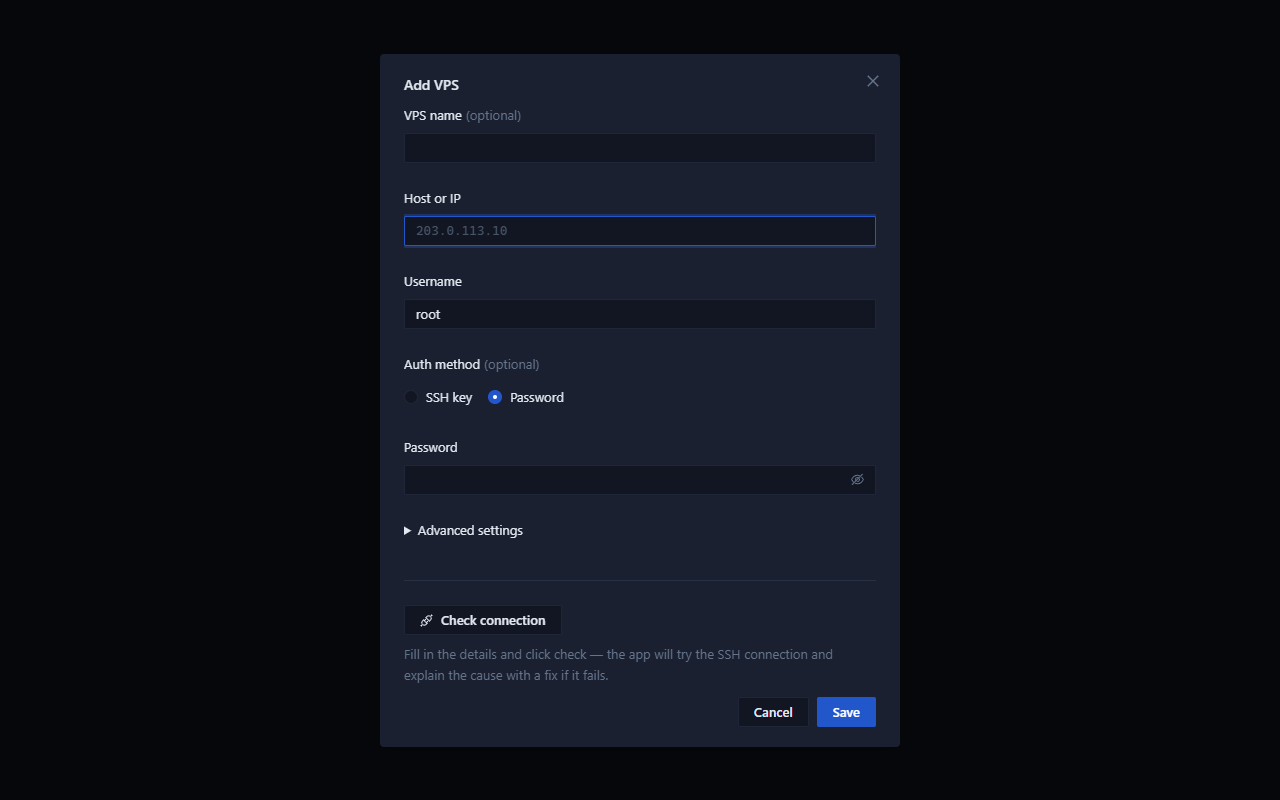 Add VPS
VPS name (optional)
Host or IP
203.0.113.10
Username
root
Auth method (optional)
SSH key
Password
Password
Advanced settings
Check connection
Fill in the details and click check — the app will try the SSH connection and
explain the cause with a fix if it fails.
Cancel
Save